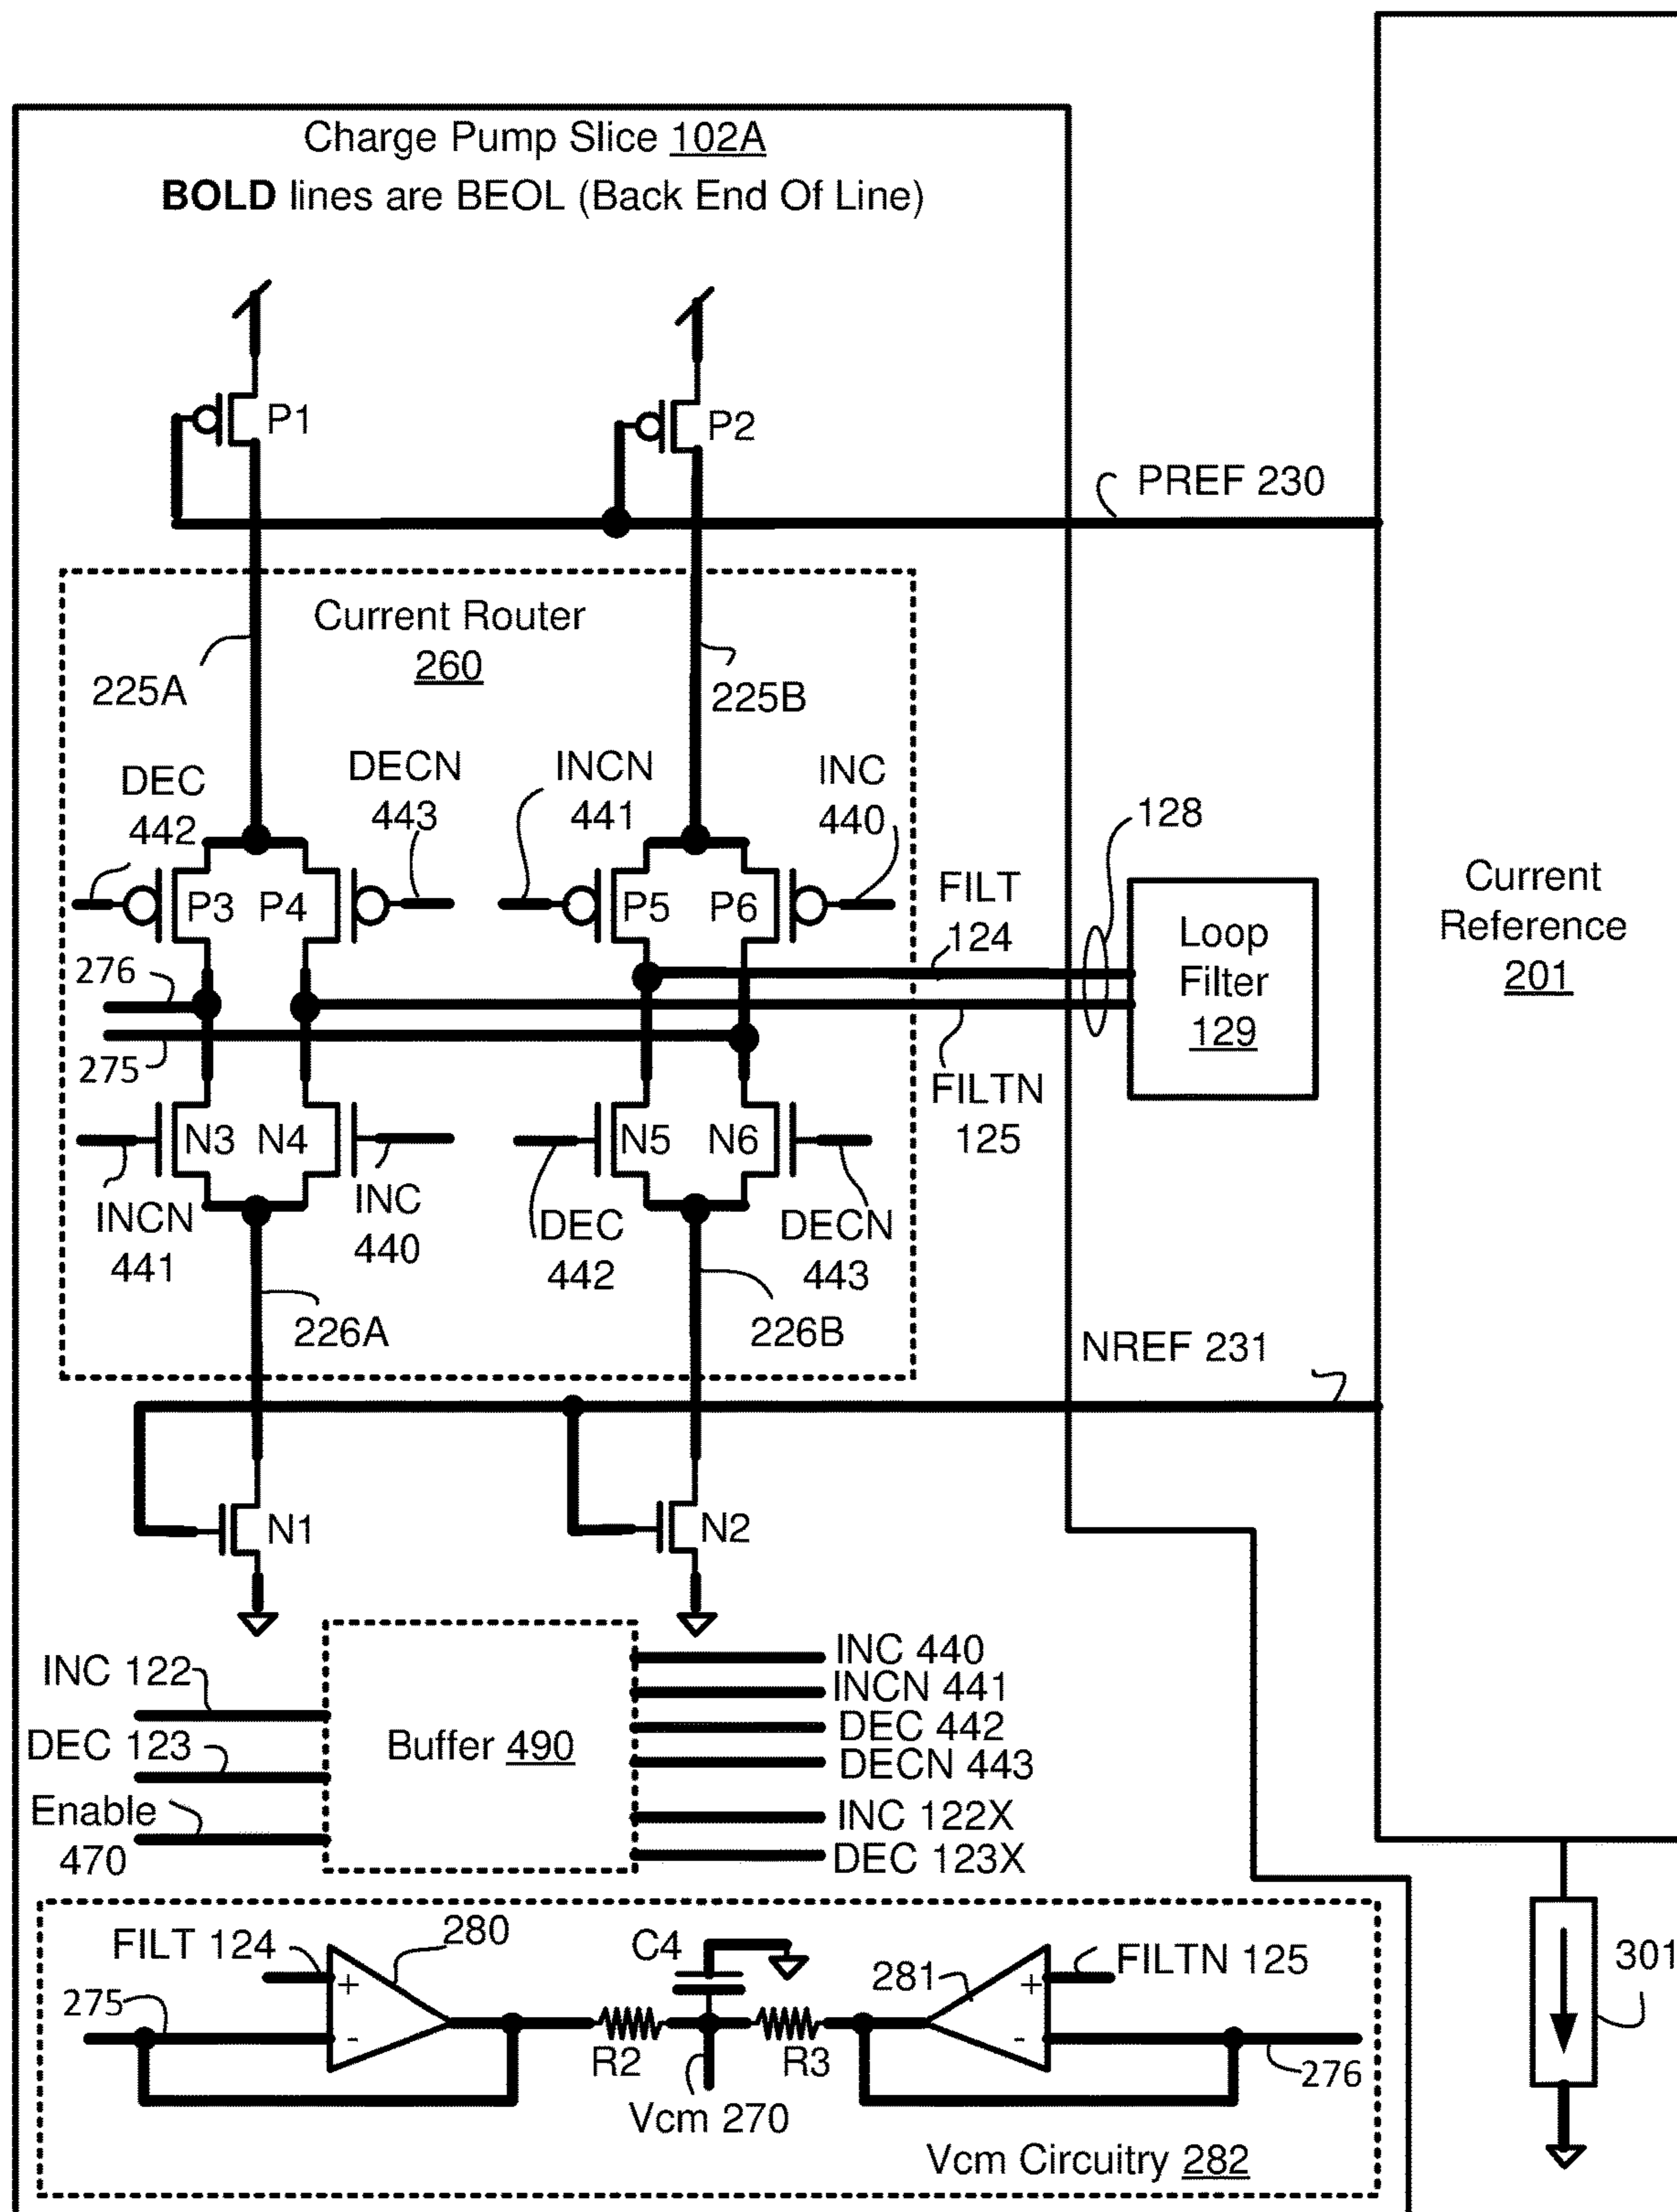 Charge Pump Slice 102A
BOLD lines are BEOL (Back End Of Line)
P1
P2
PREF 230
Current Router
260
225A
225B
DEC
442
DECN
443
INCN
441
INC
440
128
P3
P4
P5
P6
FILT
124
Loop
Filter
129
Current
Reference
201
276
275
FILTN
125
N3
N4
N5
N6
INCN
441
INC
440
DEC
442
DECN
443
226A
226B
NREF 231
N1
N2
INC 122
DEC 123
Enable
470
Buffer 490
INC 440
INCN 441
DEC 442
DECN 443
INC 122X
DEC 123X
FILT 124
280
C4
281
FILTN 125
301
275
+
-
R2
R3
+
-
276
Vcm 270
Vcm Circuitry 282